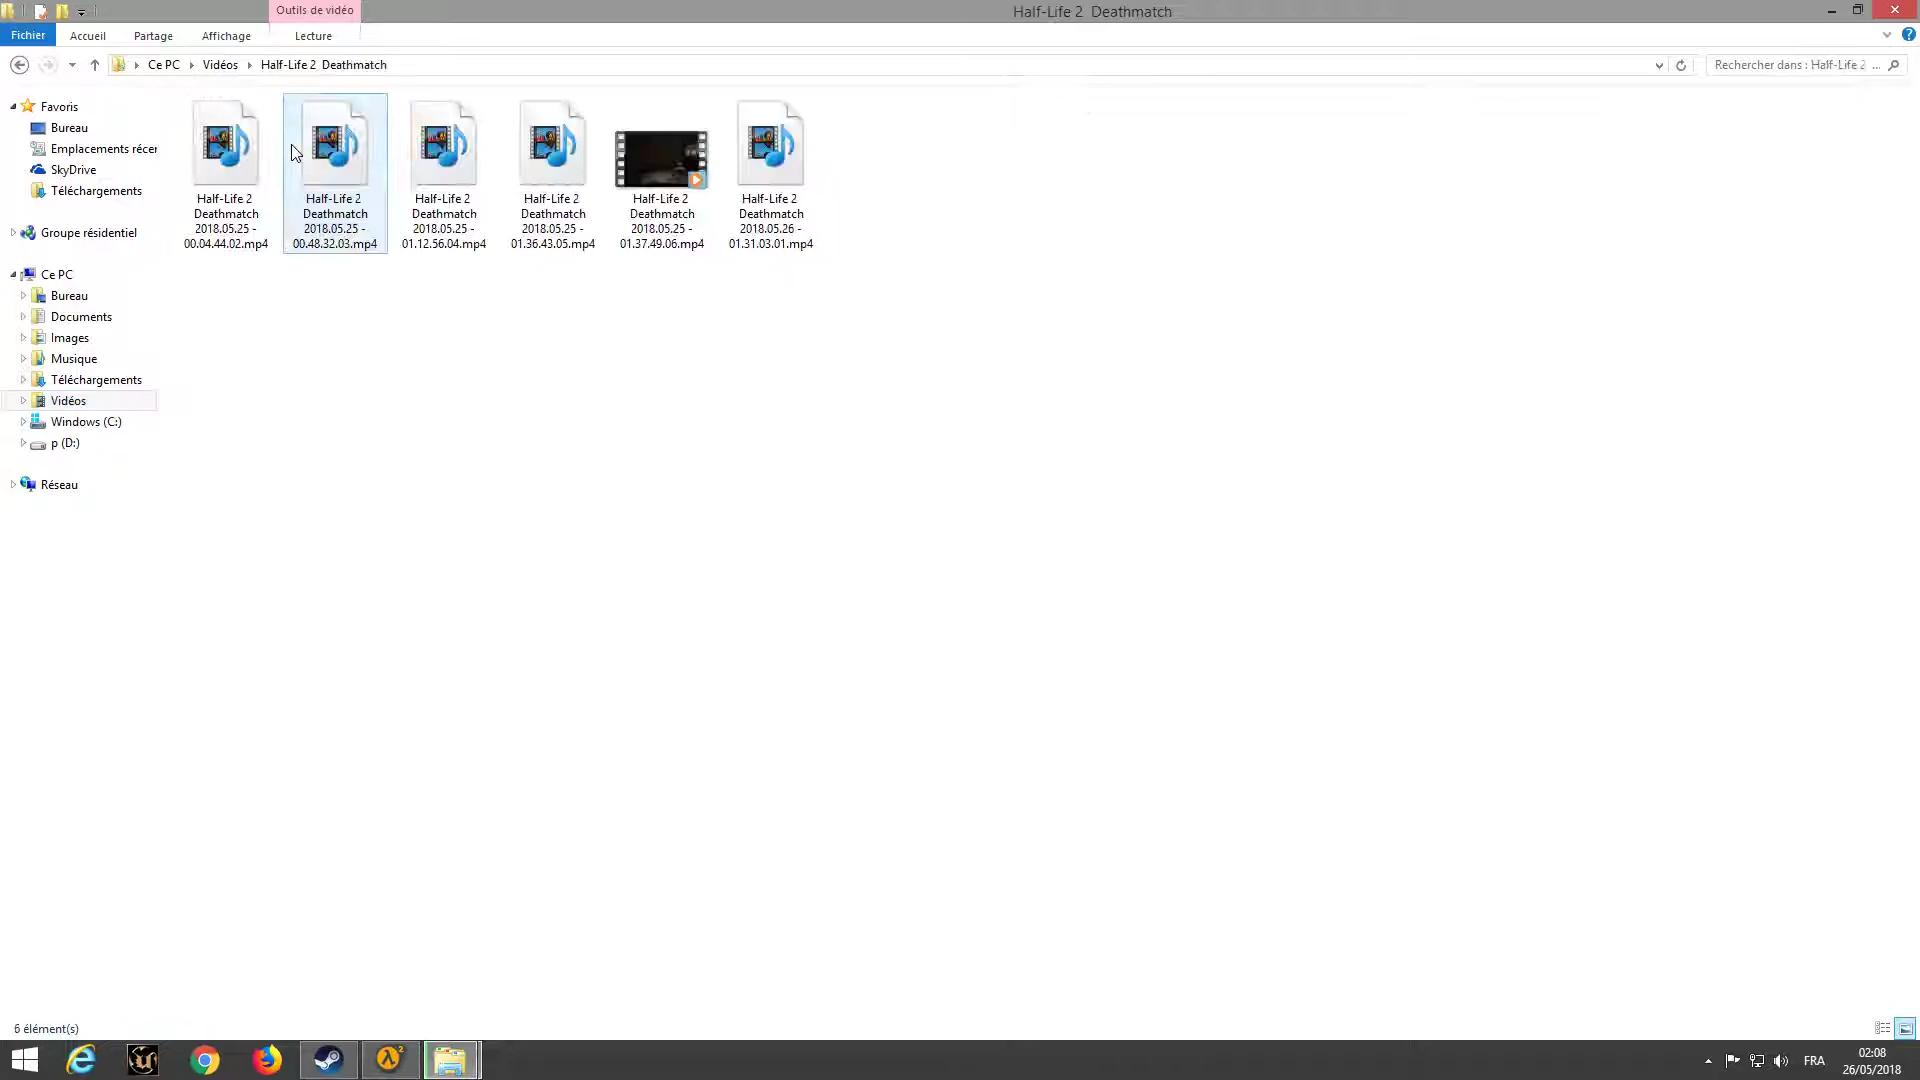 Outils de vidéo
Half-Life 2 Deathmatch
Fichier
Accueil
Partage
Affichage
Lecture
Ce PC
Vidéos
Half-Life 2 Deathmatch
Rechercher dans : Half-Life 2 ...
Favoris
Bureau
Emplacements récer
SkyDrive
Téléchargements
Groupe résidentiel
Ce PC
Bureau
Documents
Images
Musique
Téléchargements
Vidéos
Windows (C:)
p (D:)
Réseau
Half-Life 2
Deathmatch
2018.05.25 -
00.04.44.02.mp4
Half-Life 2
Deathmatch
2018.05.25 -
00.48.32.03.mp4
Half-Life 2
Deathmatch
2018.05.25 -
01.12.56.04.mp4
Half-Life 2
Deathmatch
2018.05.25 -
01.36.43.05.mp4
Half-Life 2
Deathmatch
2018.05.25 -
01.37.49.06.mp4
Half-Life 2
Deathmatch
2018.05.26 -
01.31.03.01.mp4
6 élément(s)
FRA
02:08
26/05/2018